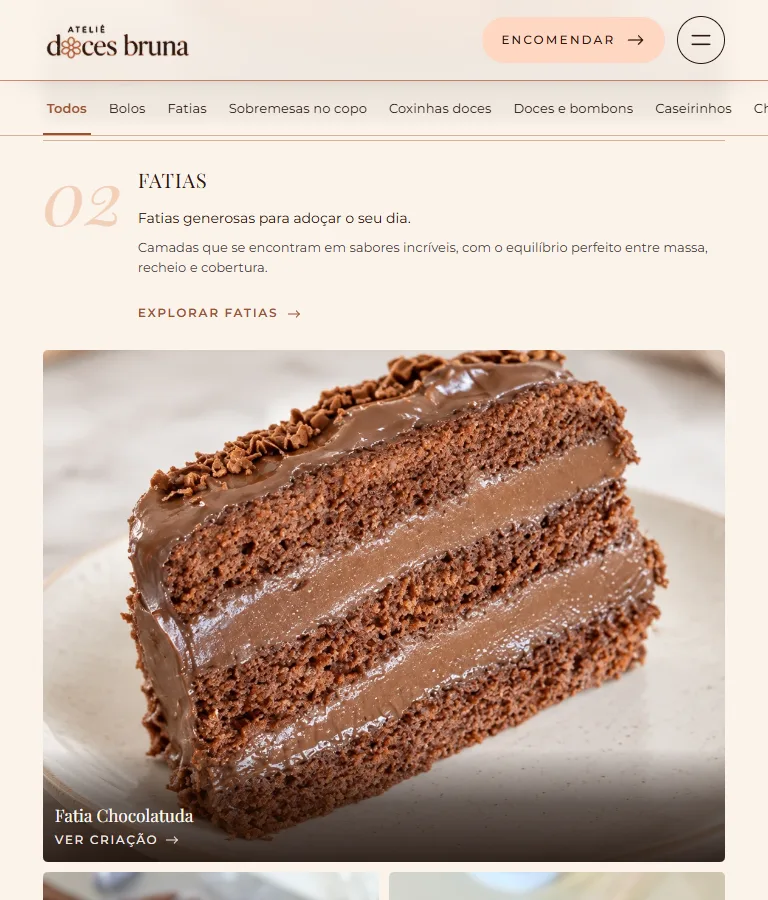 ATELIÊ
doces bruna
ENCOMENDAR →
Todos Bolos Fatias Sobremesas no copo Coxinhas doces Doces e bombons Caseirinhos Ch
02
FATIAS
Fatias generosas para adoçar o seu dia.
Camadas que se encontram em sabores incríveis, com o equilíbrio perfeito entre massa,
recheio e cobertura.
EXPLORAR FATIAS →
Fatia Chocolatuda
VER CRIAÇÃO →